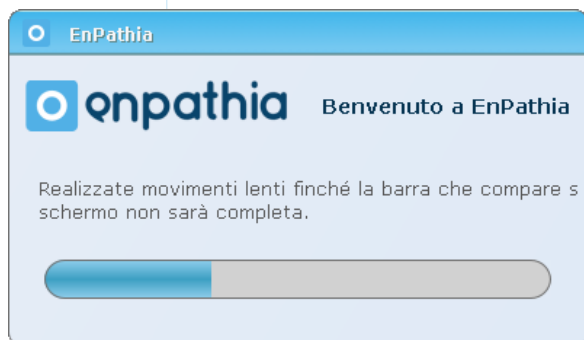 EnPathia
enpathia
Benvenuto a EnPathia
Realizzate movimenti lenti finché la barra che compare s
schermo non sarà completa.